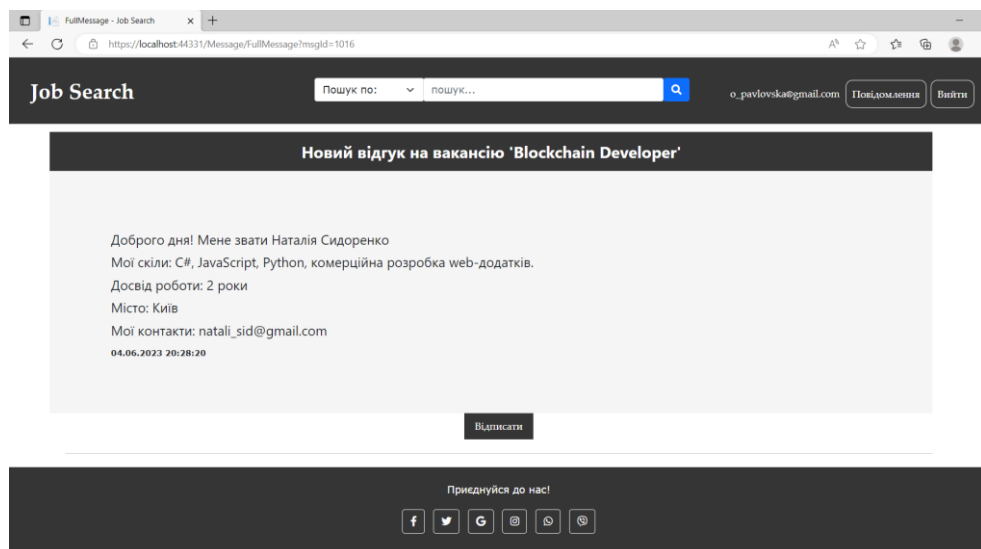 FullMessage - Job Search
https://localhost:44331/Message/FullMessage?msgId=1016
Job Search
Пошук по:
пошук...
o_pavlovska@gmail.com
Повідомлення
Вийти
Новий відгук на вакансію 'Blockchain Developer'
Доброго дня! Мене звати Наталія Сидоренко
Мої скіли: C#, JavaScript, Python, комерційна розробка web-додатків.
Досвід роботи: 2 роки
Місто: Київ
Мої контакти: natali_sid@gmail.com
04.06.2023 20:28:20
Відписати
Приєднуйся до нас!